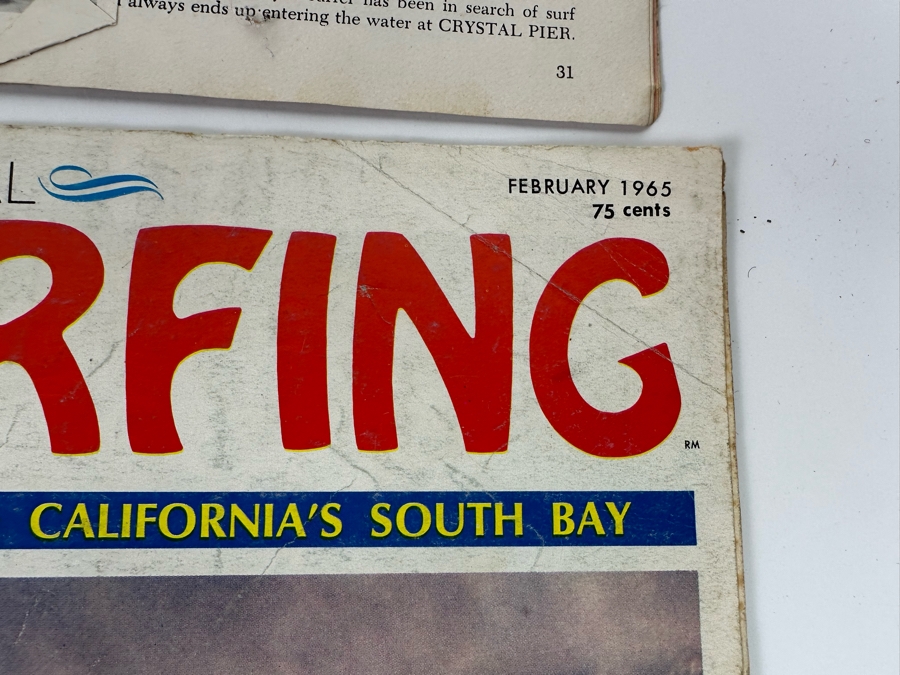 has been in search of surf
always ends up entering the water at CRYSTAL PIER.
31
L
FEBRUARY 1965
75 cents
RFING
RM
CALIFORNIA'S SOUTH BAY